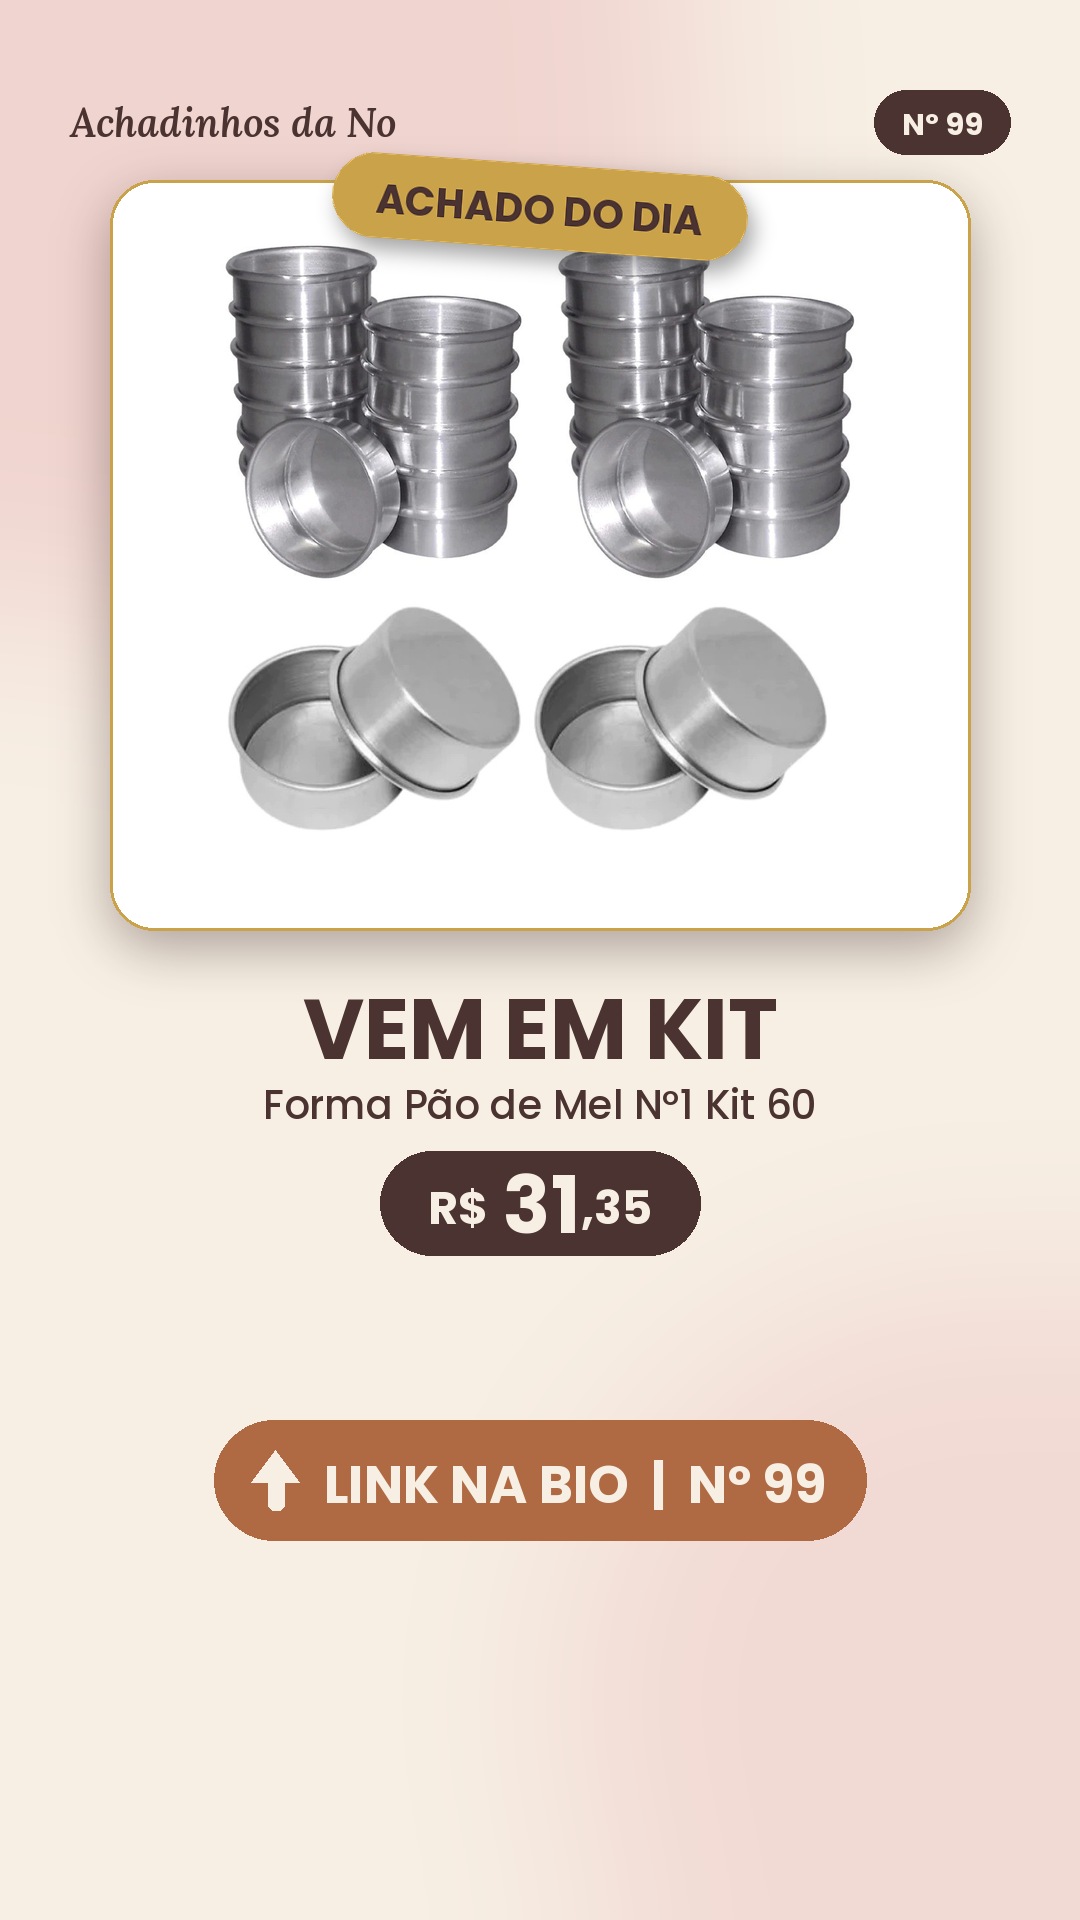 Achadinhos da No
Nº 99
ACHADO DO DIA
VEM EM KIT
Forma Pão de Mel Nº1 Kit 60
R$ 31,35
LINK NA BIO | Nº 99